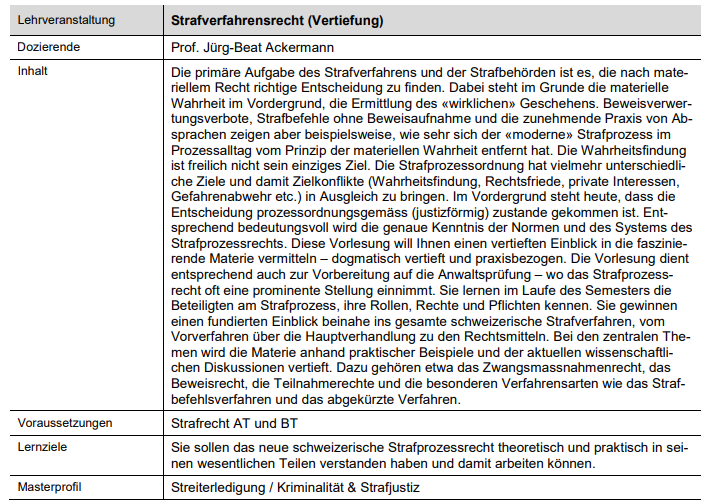 Lehrveranstaltung Strafverfahrensrecht (Vertiefung)
Dozierende Prof. Jürg-Beat Ackermann
Inhalt Die primäre Aufgabe des Strafverfahrens und der Strafbehörden ist es, die nach mate-
riellem Recht richtige Entscheidung zu finden. Dabei steht im Grunde die materielle
Wahrheit im Vordergrund, die Ermittlung des «wirklichen» Geschehens. Beweisverwer-
tungsverbote, Strafbefehle ohne Beweisaufnahme und die zunehmende Praxis von Ab-
sprachen zeigen aber beispielsweise, wie sehr sich der «moderne» Strafprozess im
Prozessalltag vom Prinzip der materiellen Wahrheit entfernt hat. Die Wahrheitsfindung
ist freilich nicht sein einziges Ziel. Die Strafprozessordnung hat vielmehr unterschiedli-
che Ziele und damit Zielkonflikte (Wahrheitsfindung, Rechtsfriede, private Interessen,
Gefahrenabwehr etc.) in Ausgleich zu bringen. Im Vordergrund steht heute, dass die
Entscheidung prozessordnungsgemäss (justizförmig) zustande gekommen ist. Ent-
sprechend bedeutungsvoll wird die genaue Kenntnis der Normen und des Systems des
Strafprozessrechts. Diese Vorlesung will Ihnen einen vertieften Einblick in die faszinie-
rende Materie vermitteln – dogmatisch vertieft und praxisbezogen. Die Vorlesung dient
entsprechend auch zur Vorbereitung auf die Anwaltsprüfung – wo das Strafprozess-
recht oft eine prominente Stellung einnimmt. Sie lernen im Laufe des Semesters die
Beteiligten am Strafprozess, ihre Rollen, Rechte und Pflichten kennen. Sie gewinnen
einen fundierten Einblick beinahe ins gesamte schweizerische Strafverfahren, vom
Vorverfahren über die Hauptverhandlung zu den Rechtsmitteln. Bei den zentralen The-
men wird die Materie anhand praktischer Beispiele und der aktuellen wissenschaftli-
chen Diskussionen vertieft. Dazu gehören etwa das Zwangsmassnahmenrecht, das
Beweisrecht, die Teilnahmerechte und die besonderen Verfahrensarten wie das Straf-
befehlsverfahren und das abgekürzte Verfahren.
Voraussetzungen Strafrecht AT und BT
Lernziele Sie sollen das neue schweizerische Strafprozessrecht theoretisch und praktisch in sei-
nen wesentlichen Teilen verstanden haben und damit arbeiten können.
Masterprofil Streiterledigung / Kriminalität & Strafjustiz